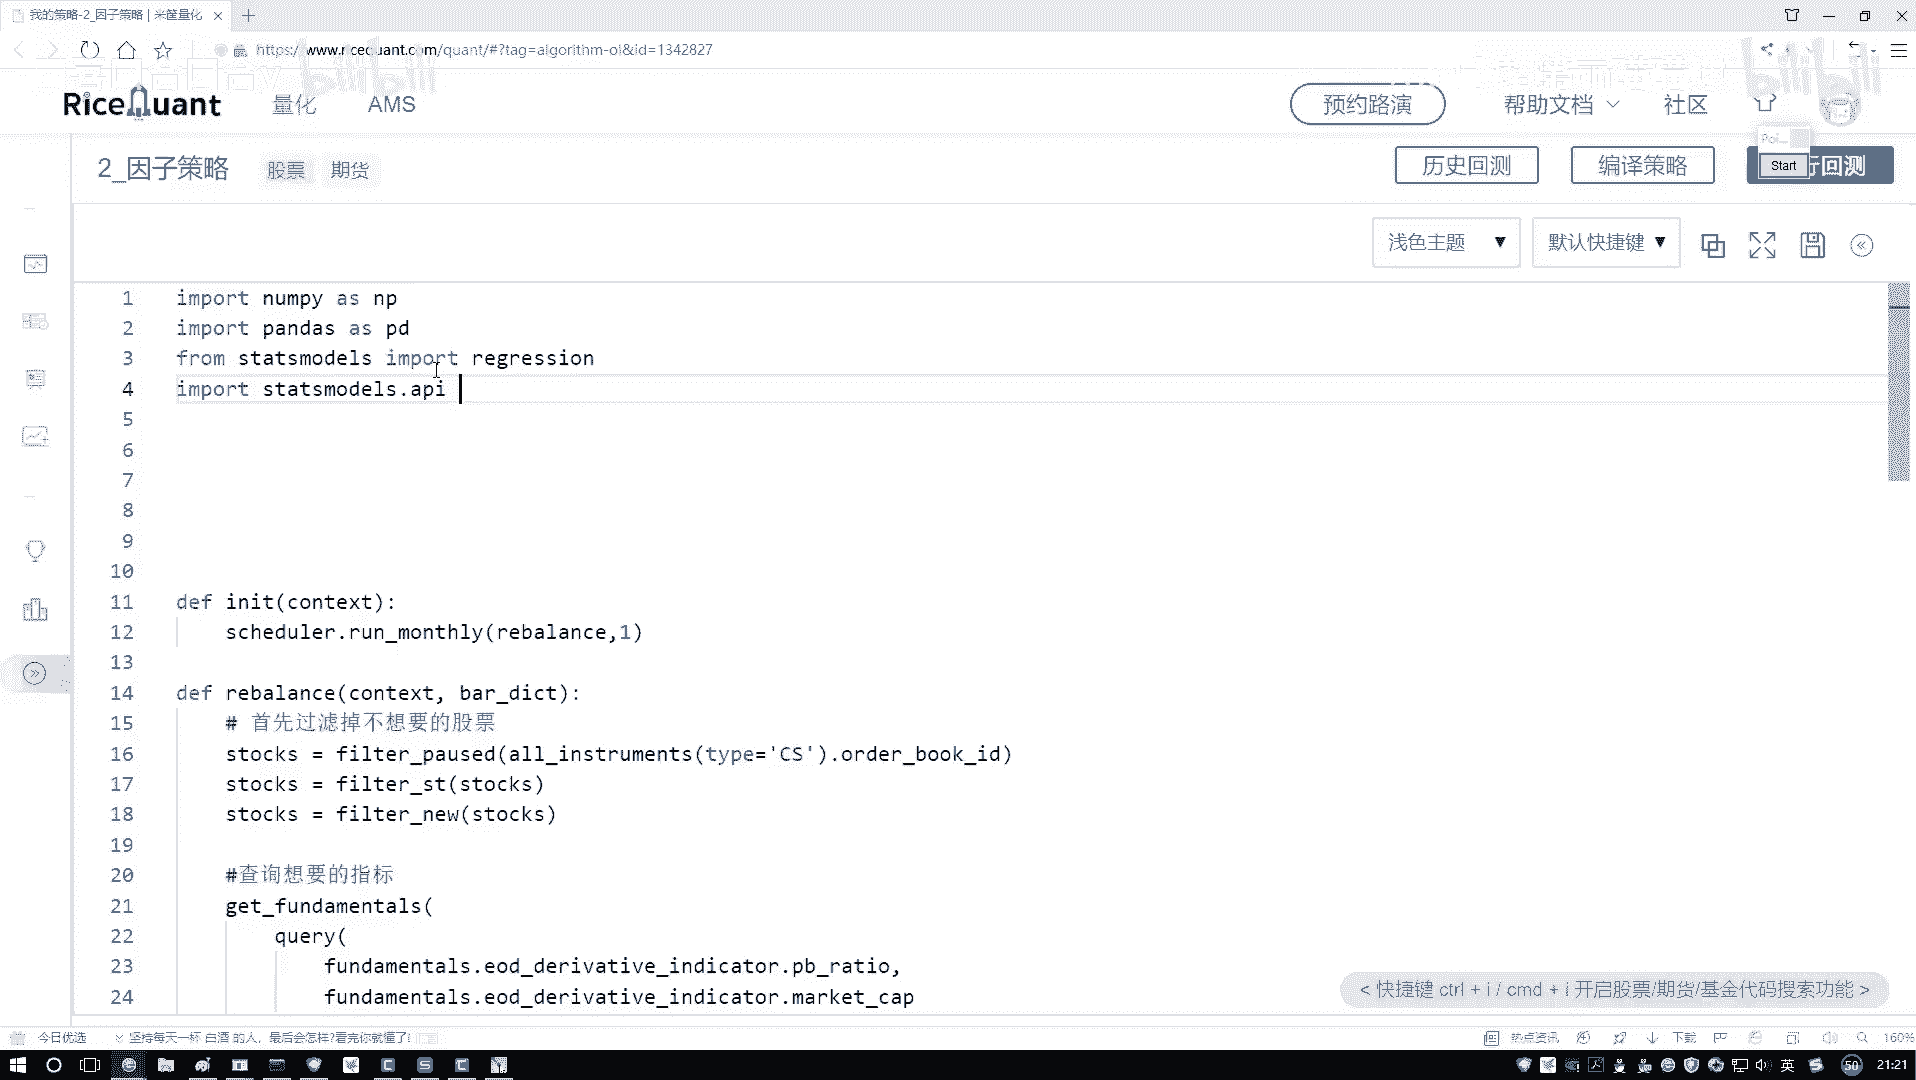 我的策略-2_因子策略 | 米筐量化
https://www.ricequant.com/quant/#?tag=algorithm-ol&id=1342827
bilibili
bilibili
RiceQuant 量化 AMS 预约路演 帮助文档 社区
2_因子策略 股票 期货 历史回测 编译策略 行回测
Start
浅色主题 ▼ 默认快捷键 ▼
1 import numpy as np
2 import pandas as pd
3 from statsmodels import regression
4 import statsmodels.api
5
6
7
8
9
10
11 def init(context):
12 scheduler.run_monthly(rebalance,1)
13
14 def rebalance(context, bar_dict):
15 # 首先过滤掉不想要的股票
16 stocks = filter_paused(all_instruments(type='CS').order_book_id)
17 stocks = filter_st(stocks)
18 stocks = filter_new(stocks)
19
20 #查询想要的指标
21 get_fundamentals(
22 query(
23 fundamentals.eod_derivative_indicator.pb_ratio,
24 fundamentals.eod_derivative_indicator.market_cap
< 快捷键 ctrl + i / cmd + i 开启股票/期货/基金代码搜索功能 >
今日优选 坚持每天一杯 白酒 的人，最后会怎样?看完你就懂了! 热点资讯 下载 160%
英 50 21:21